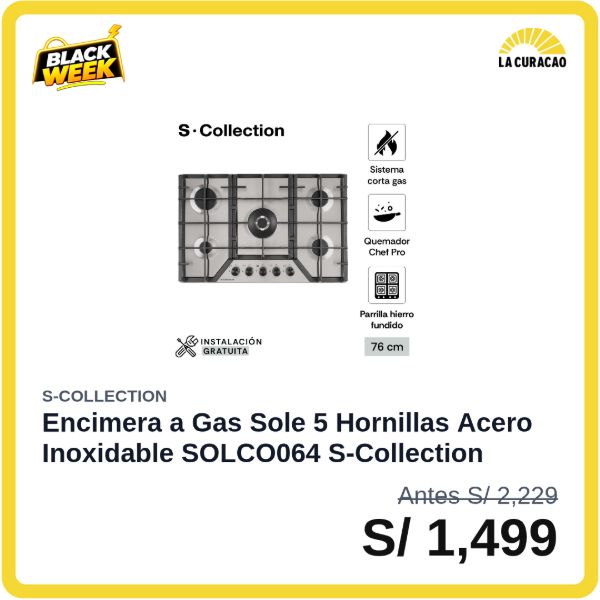 BLACK
WEEK
LA CURACAO
S·Collection
Sistema
corta gas
Quemador
Chef Pro
Parrilla hierro
fundido
76 cm
INSTALACIÓN
GRATUITA
S-COLLECTION
Encimera a Gas Sole 5 Hornillas Acero
Inoxidable SOLCO064 S-Collection
Antes S/ 2,229
S/ 1,499